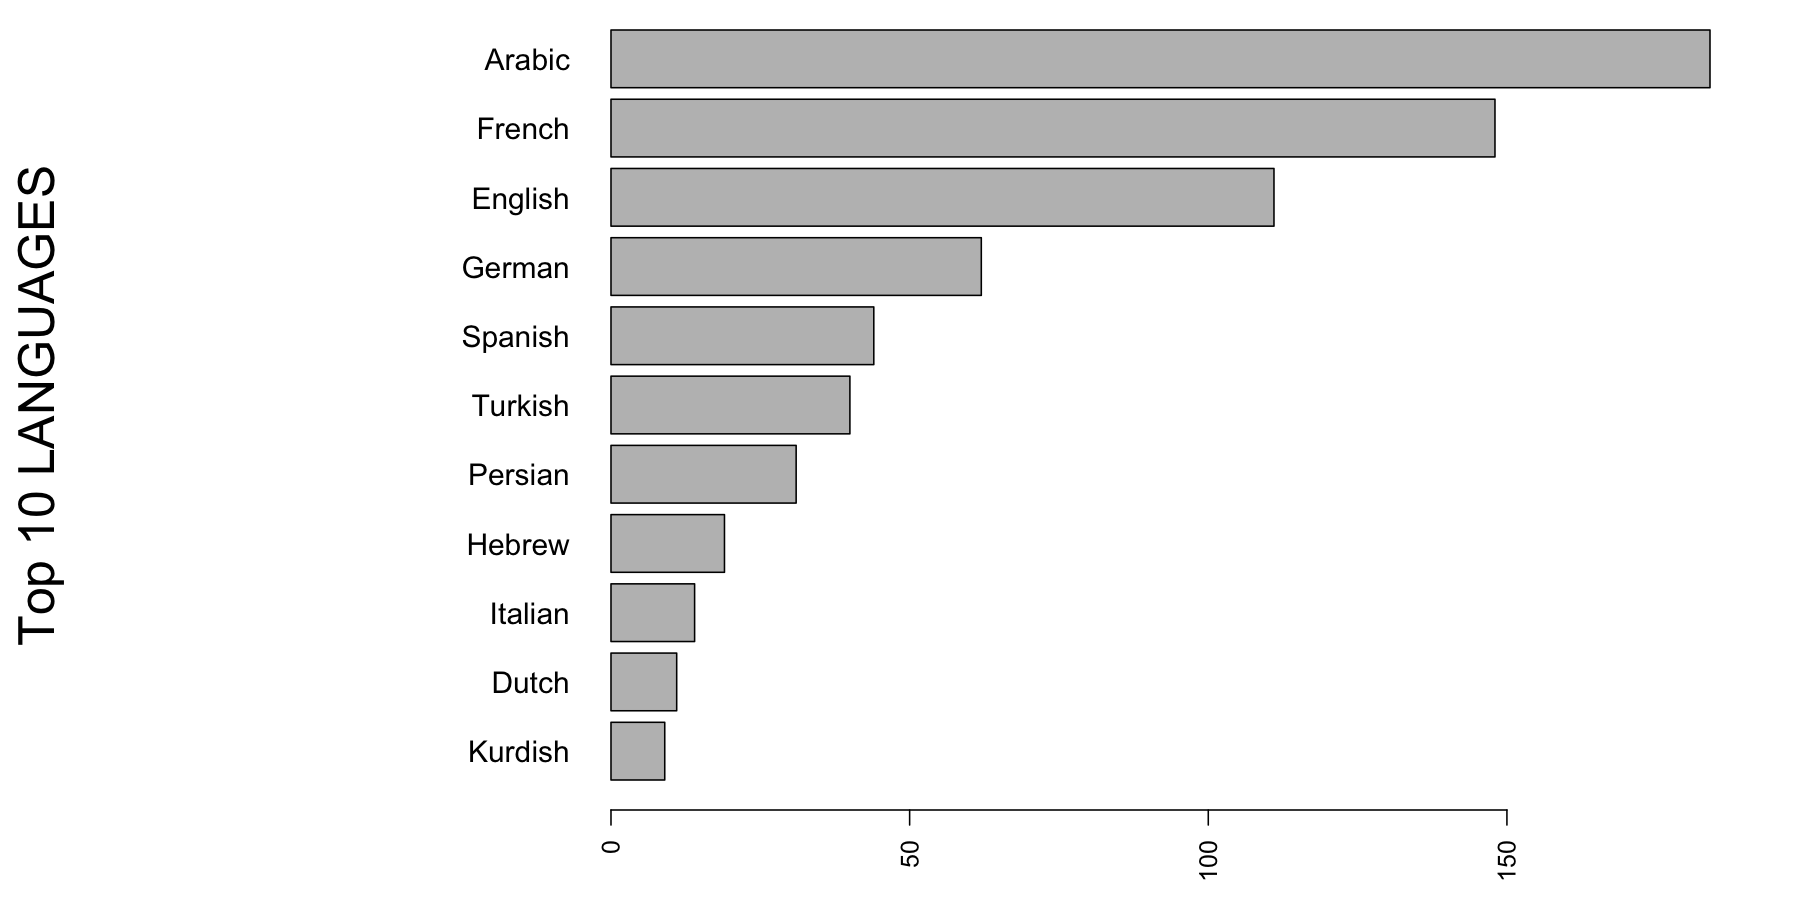 Top 10 LANGUAGES
Arabic
French
English
German
Spanish
Turkish
Persian
Hebrew
Italian
Dutch
Kurdish
0 50 100 150